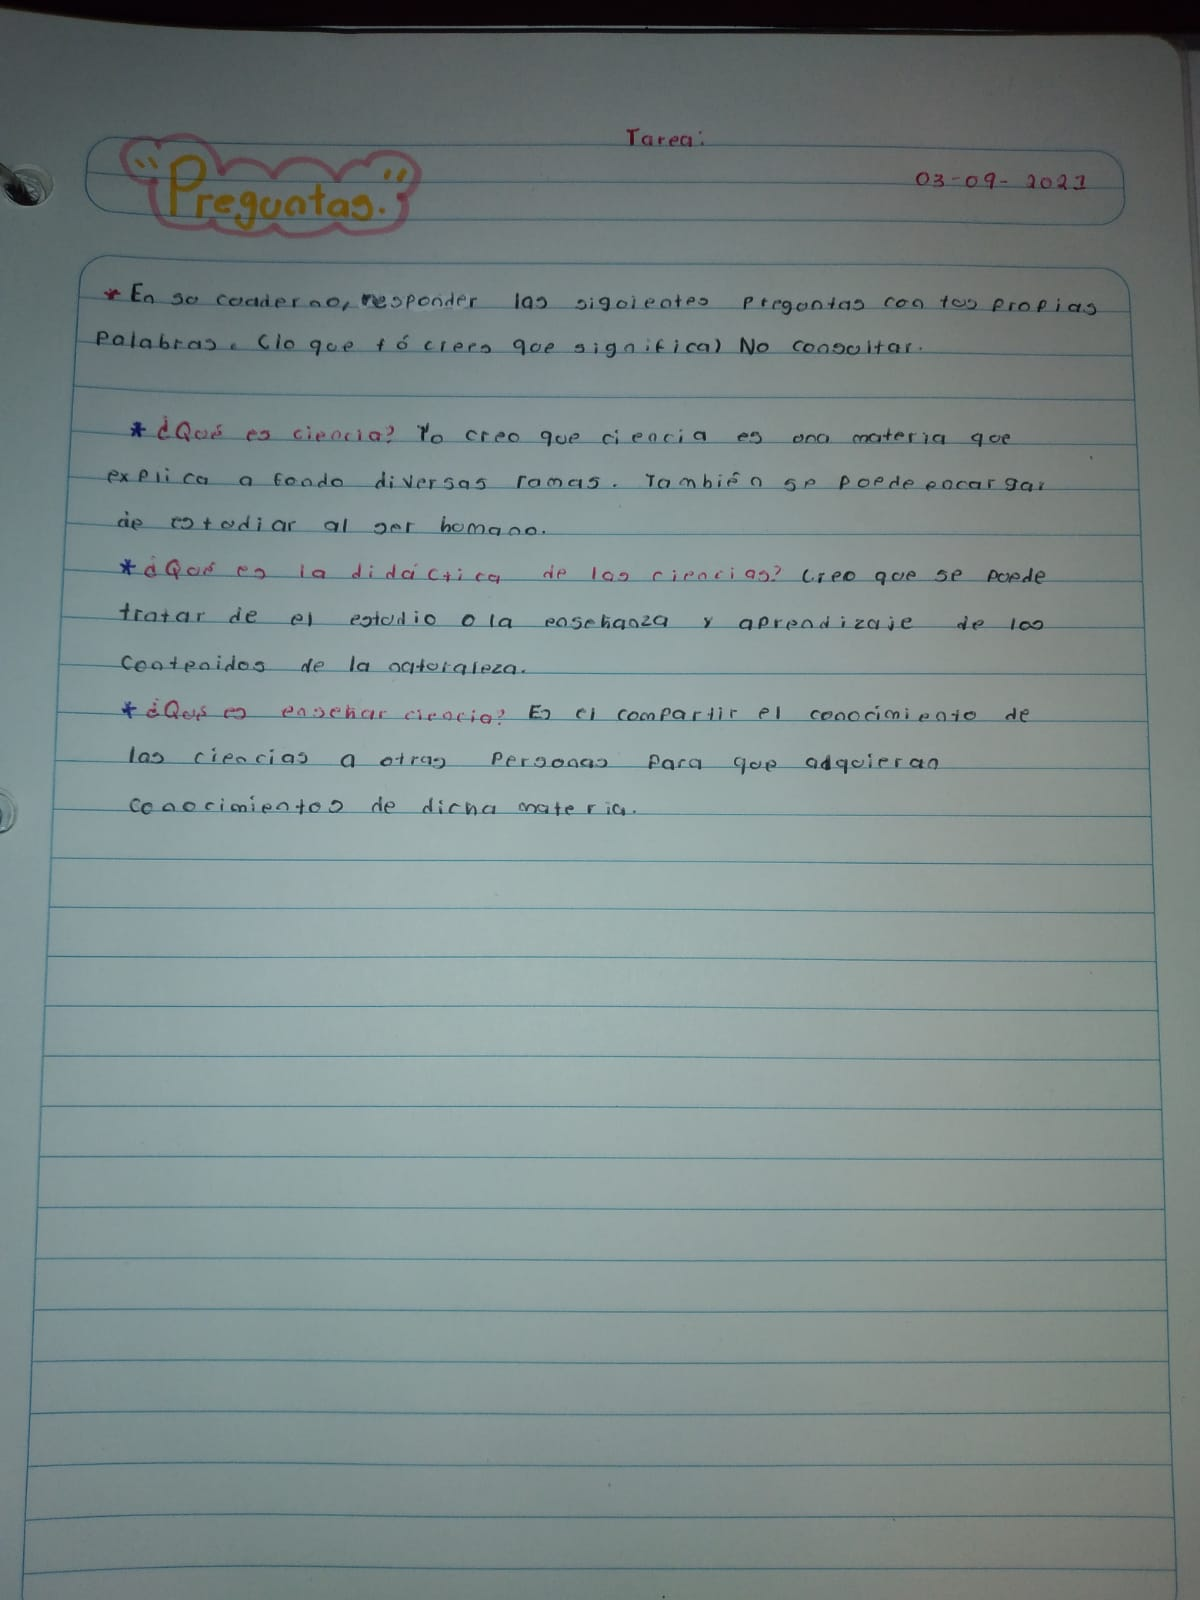 Tarea:
"Preguntas."
03-09-2021
* En su cuaderno, responder las siguientes preguntas con tus propias
palabras. (lo que tú crees que significa) No consultar.
* ¿Qué es ciencia? Yo creo que ciencia es una materia que
explica a fondo diversas ramas. También se puede encargar
de estudiar al ser humano.
* ¿Qué es la didáctica de las ciencias? Creo que se puede
tratar de el estudio o la enseñanza y aprendizaje de los
contenidos de la naturaleza.
* ¿Qué es enseñar ciencia? Es el compartir el conocimiento de
las ciencias a otras personas para que adquieran
conocimientos de dicha materia.